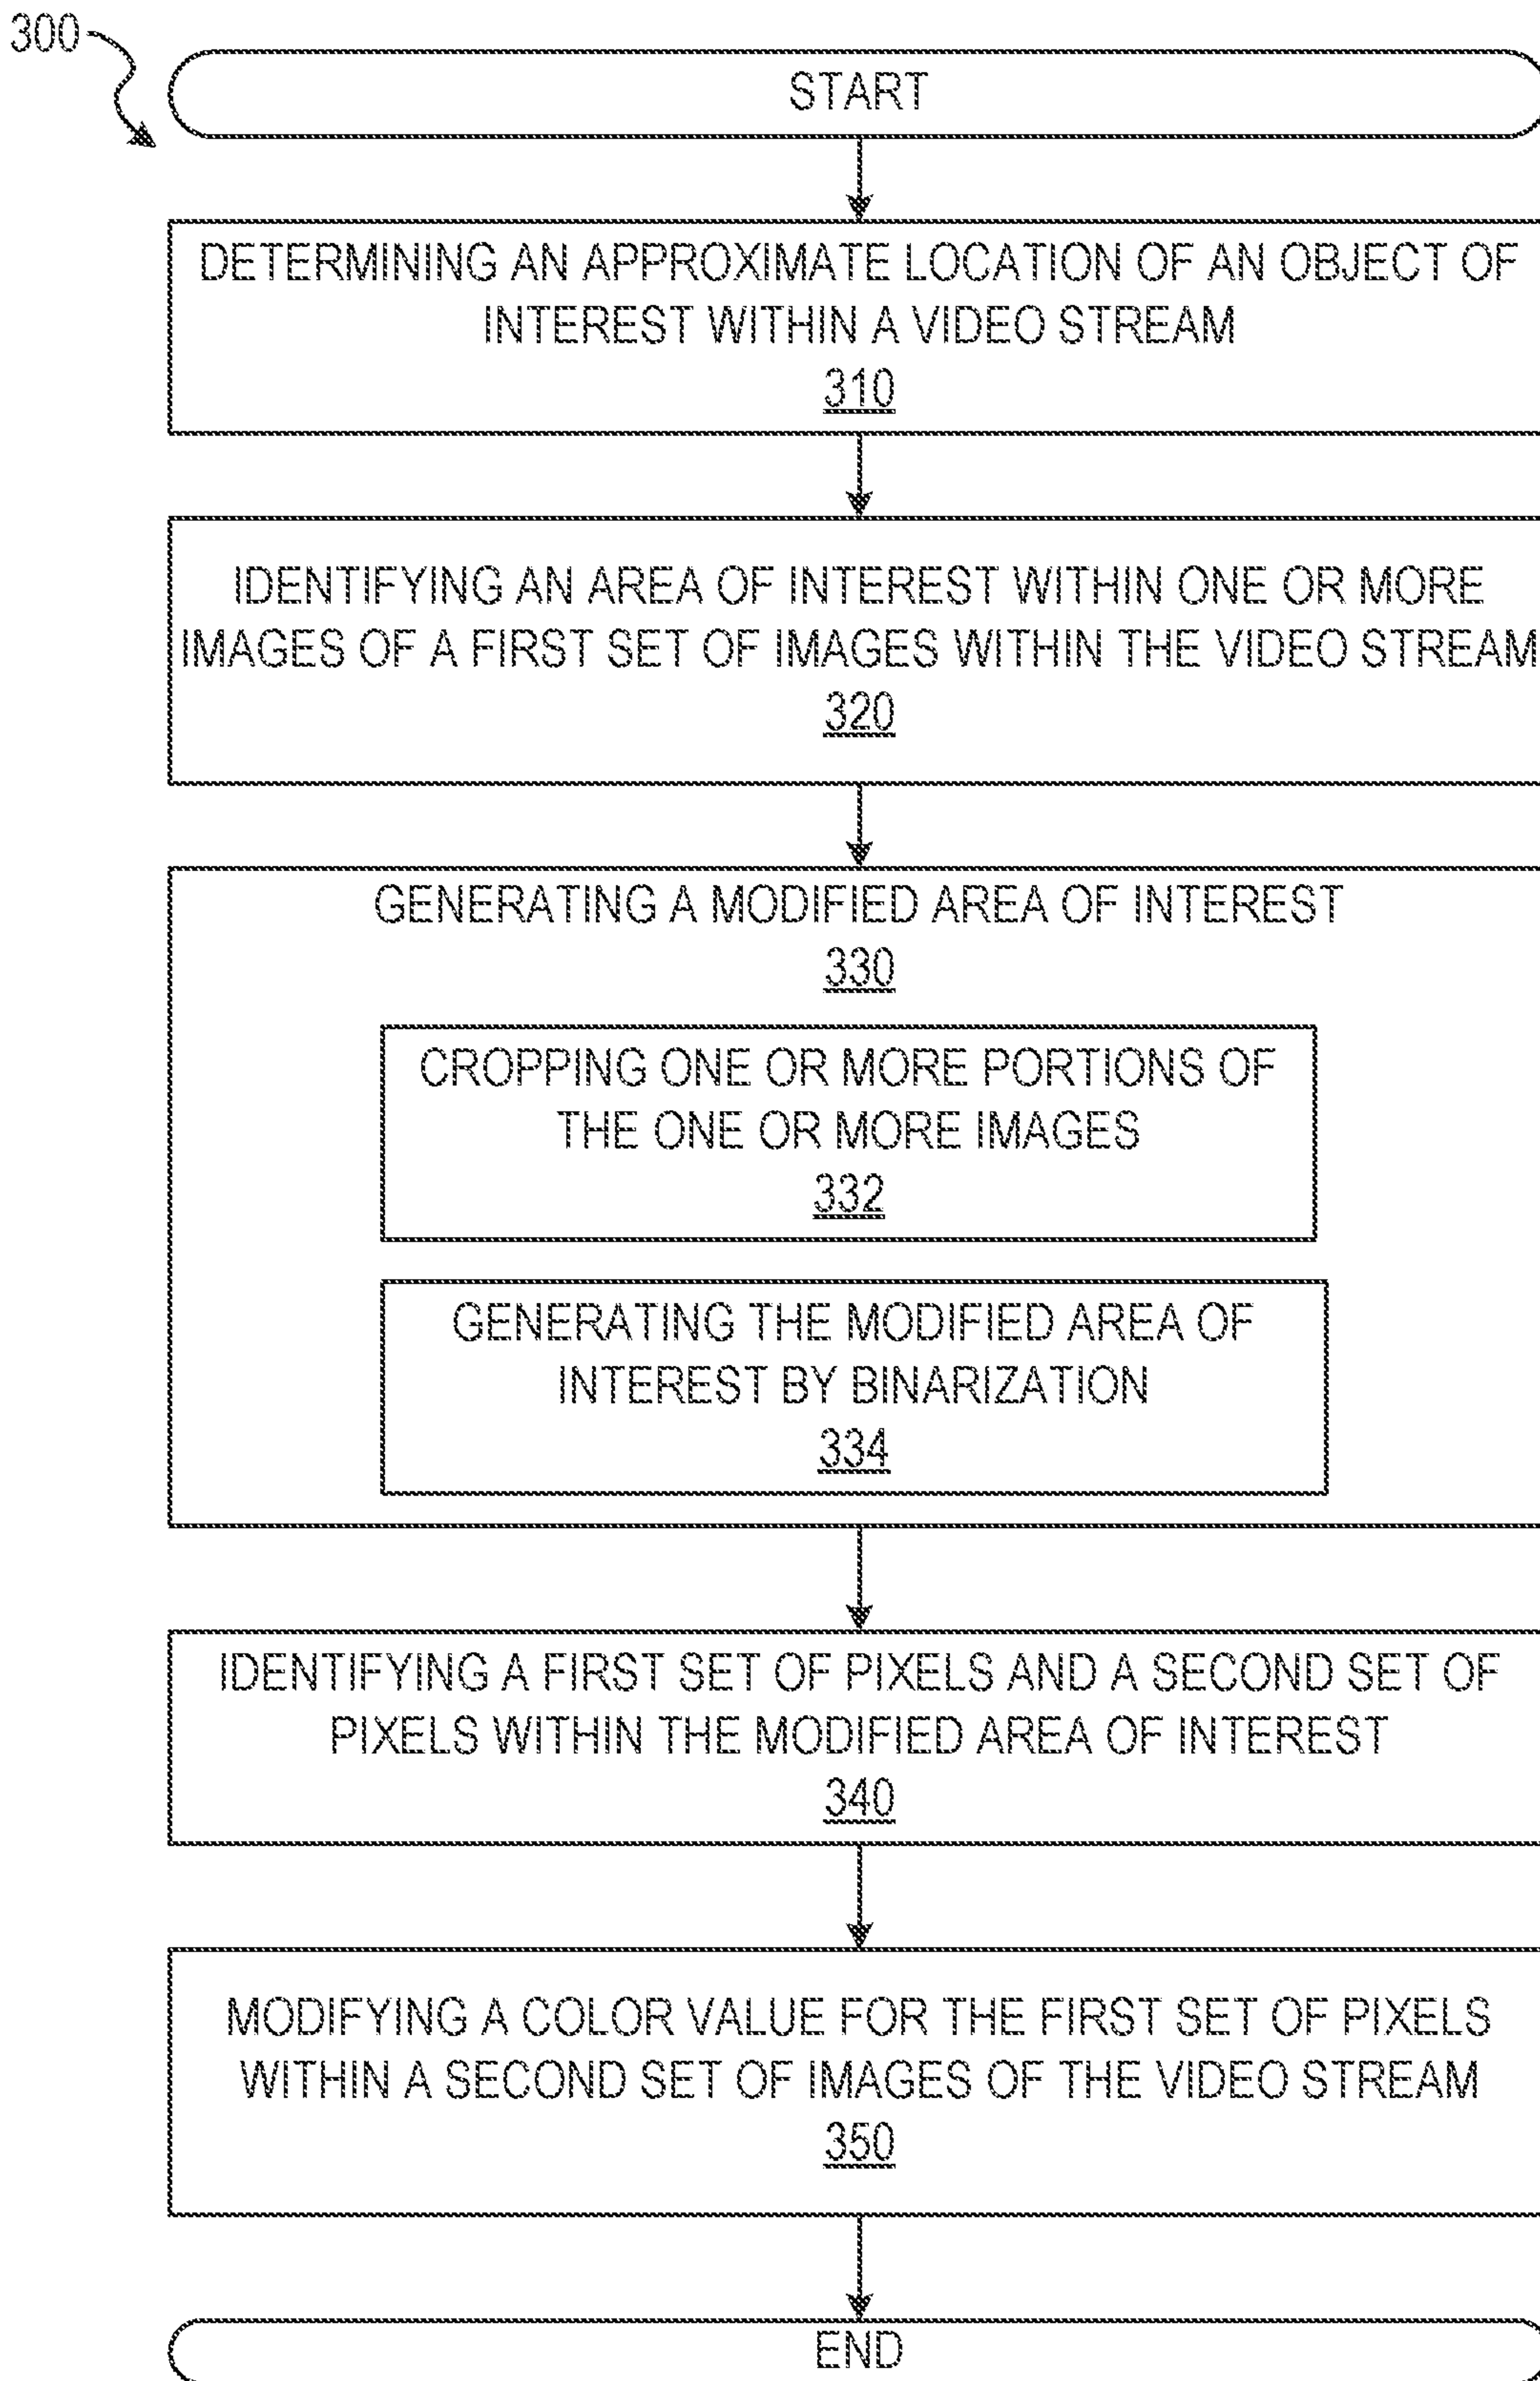 300
START
DETERMINING AN APPROXIMATE LOCATION OF AN OBJECT OF
INTEREST WITHIN A VIDEO STREAM
310
IDENTIFYING AN AREA OF INTEREST WITHIN ONE OR MORE
IMAGES OF A FIRST SET OF IMAGES WITHIN THE VIDEO STREAM
320
GENERATING A MODIFIED AREA OF INTEREST
330
CROPPING ONE OR MORE PORTIONS OF
THE ONE OR MORE IMAGES
332
GENERATING THE MODIFIED AREA OF
INTEREST BY BINARIZATION
334
IDENTIFYING A FIRST SET OF PIXELS AND A SECOND SET OF
PIXELS WITHIN THE MODIFIED AREA OF INTEREST
340
MODIFYING A COLOR VALUE FOR THE FIRST SET OF PIXELS
WITHIN A SECOND SET OF IMAGES OF THE VIDEO STREAM
350
END